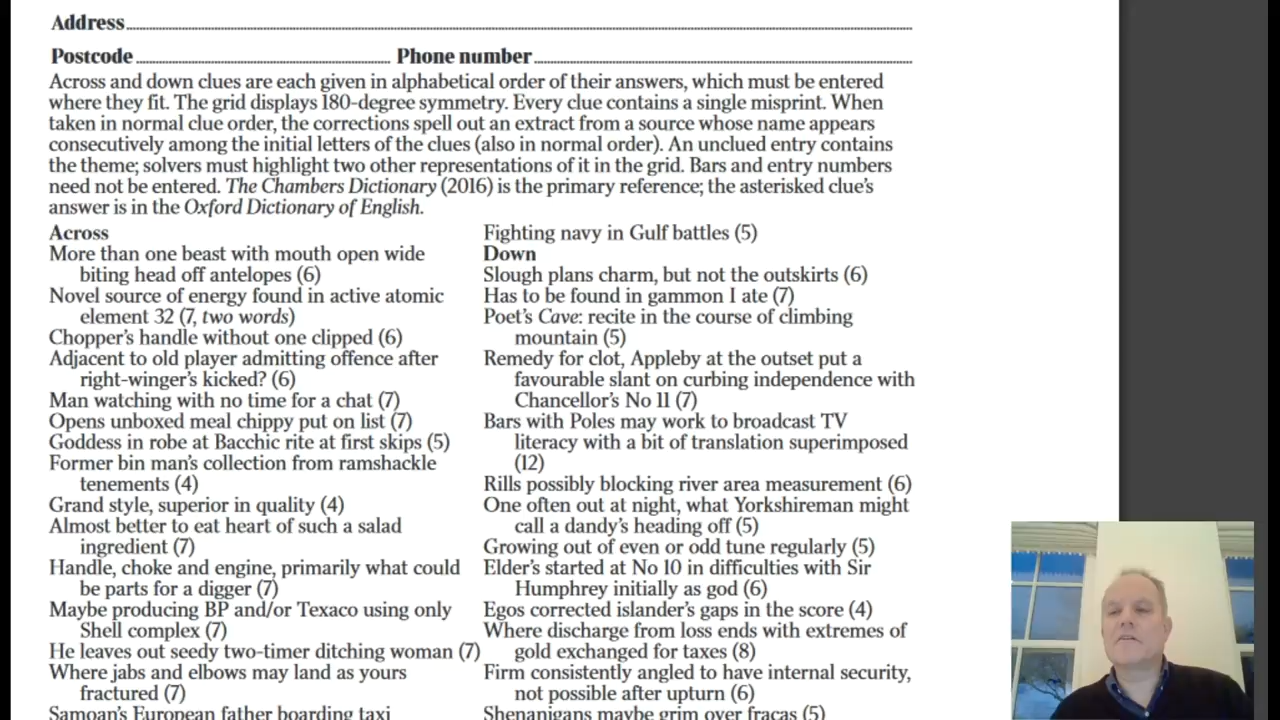 Address
Postcode Phone number
Across and down clues are each given in alphabetical order of their answers, which must be entered
where they fit. The grid displays 180-degree symmetry. Every clue contains a single misprint. When
taken in normal clue order, the corrections spell out an extract from a source whose name appears
consecutively among the initial letters of the clues (also in normal order). An unclued entry contains
the theme; solvers must highlight two other representations of it in the grid. Bars and entry numbers
need not be entered. The Chambers Dictionary (2016) is the primary reference; the asterisked clue's
answer is in the Oxford Dictionary of English.
Across
More than one beast with mouth open wide
biting head off antelopes (6)
Novel source of energy found in active atomic
element 32 (7, two words)
Chopper's handle without one clipped (6)
Adjacent to old player admitting offence after
right-winger's kicked? (6)
Man watching with no time for a chat (7)
Opens unboxed meal chippy put on list (7)
Goddess in robe at Bacchic rite at first skips (5)
Former bin man's collection from ramshackle
tenements (4)
Grand style, superior in quality (4)
Almost better to eat heart of such a salad
ingredient (7)
Handle, choke and engine, primarily what could
be parts for a digger (7)
Maybe producing BP and/or Texaco using only
Shell complex (7)
He leaves out seedy two-timer ditching woman (7)
Where jabs and elbows may land as yours
fractured (7)
Samoan's European father boarding taxi
Fighting navy in Gulf battles (5)
Down
Slough plans charm, but not the outskirts (6)
Has to be found in gammon I ate (7)
Poet's Cave: recite in the course of climbing
mountain (5)
Remedy for clot, Appleby at the outset put a
favourable slant on curbing independence with
Chancellor's No 11 (7)
Bars with Poles may work to broadcast TV
literacy with a bit of translation superimposed
(12)
Rills possibly blocking river area measurement (6)
One often out at night, what Yorkshireman might
call a dandy's heading off (5)
Growing out of even or odd tune regularly (5)
Elder's started at No 10 in difficulties with Sir
Humphrey initially as god (6)
Egos corrected islander's gaps in the score (4)
Where discharge from loss ends with extremes of
gold exchanged for taxes (8)
Firm consistently angled to have internal security,
not possible after upturn (6)
Shenanigans maybe grim over fracas (5)